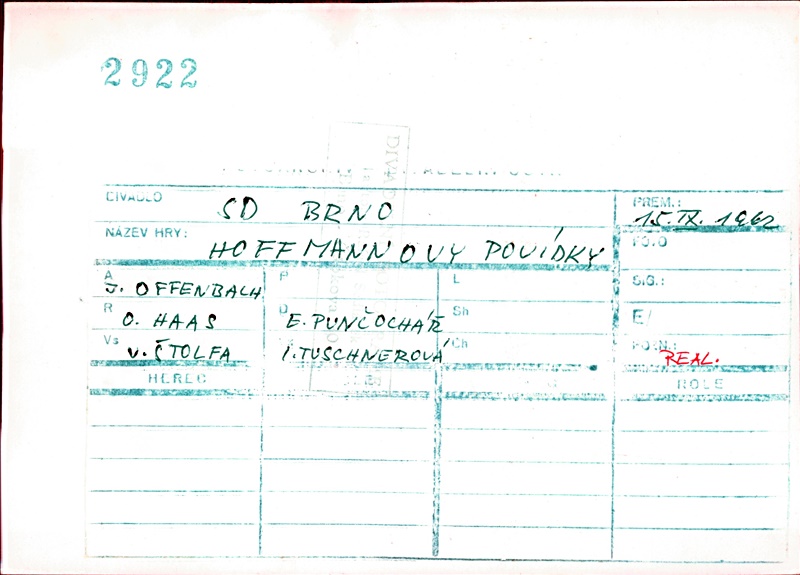 2922
DIVADLO SD BRNO PREM.: 15. IX. 1962
NÁZEV HRY: HOFFMANNOVY POVÍDKY FOTO
A J. OFFENBACH P L SIG.:
R O. HAAS D E. PUNČOCHÁŘ Sh E/
Vs V. ŠTOLFA I. TUSCHNEROVÁ Ch POZN.: REAL.
HEREC ROLE